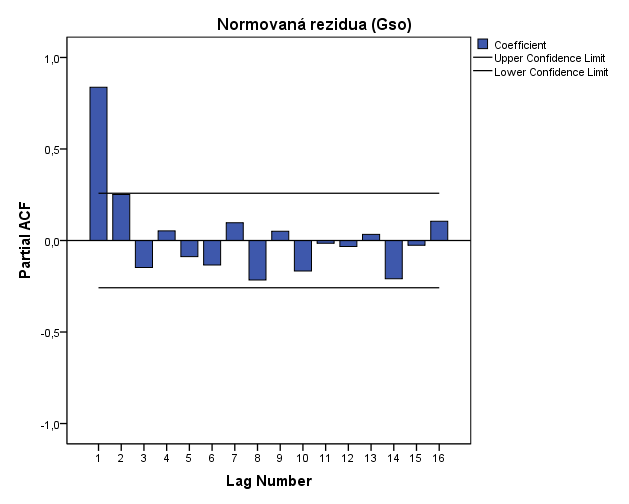 Normovaná rezidua (Gso)
Coefficient
Upper Confidence Limit
Lower Confidence Limit
Partial ACF
1,0
0,5
0,0
-0,5
-1,0
1 2 3 4 5 6 7 8 9 10 11 12 13 14 15 16
Lag Number